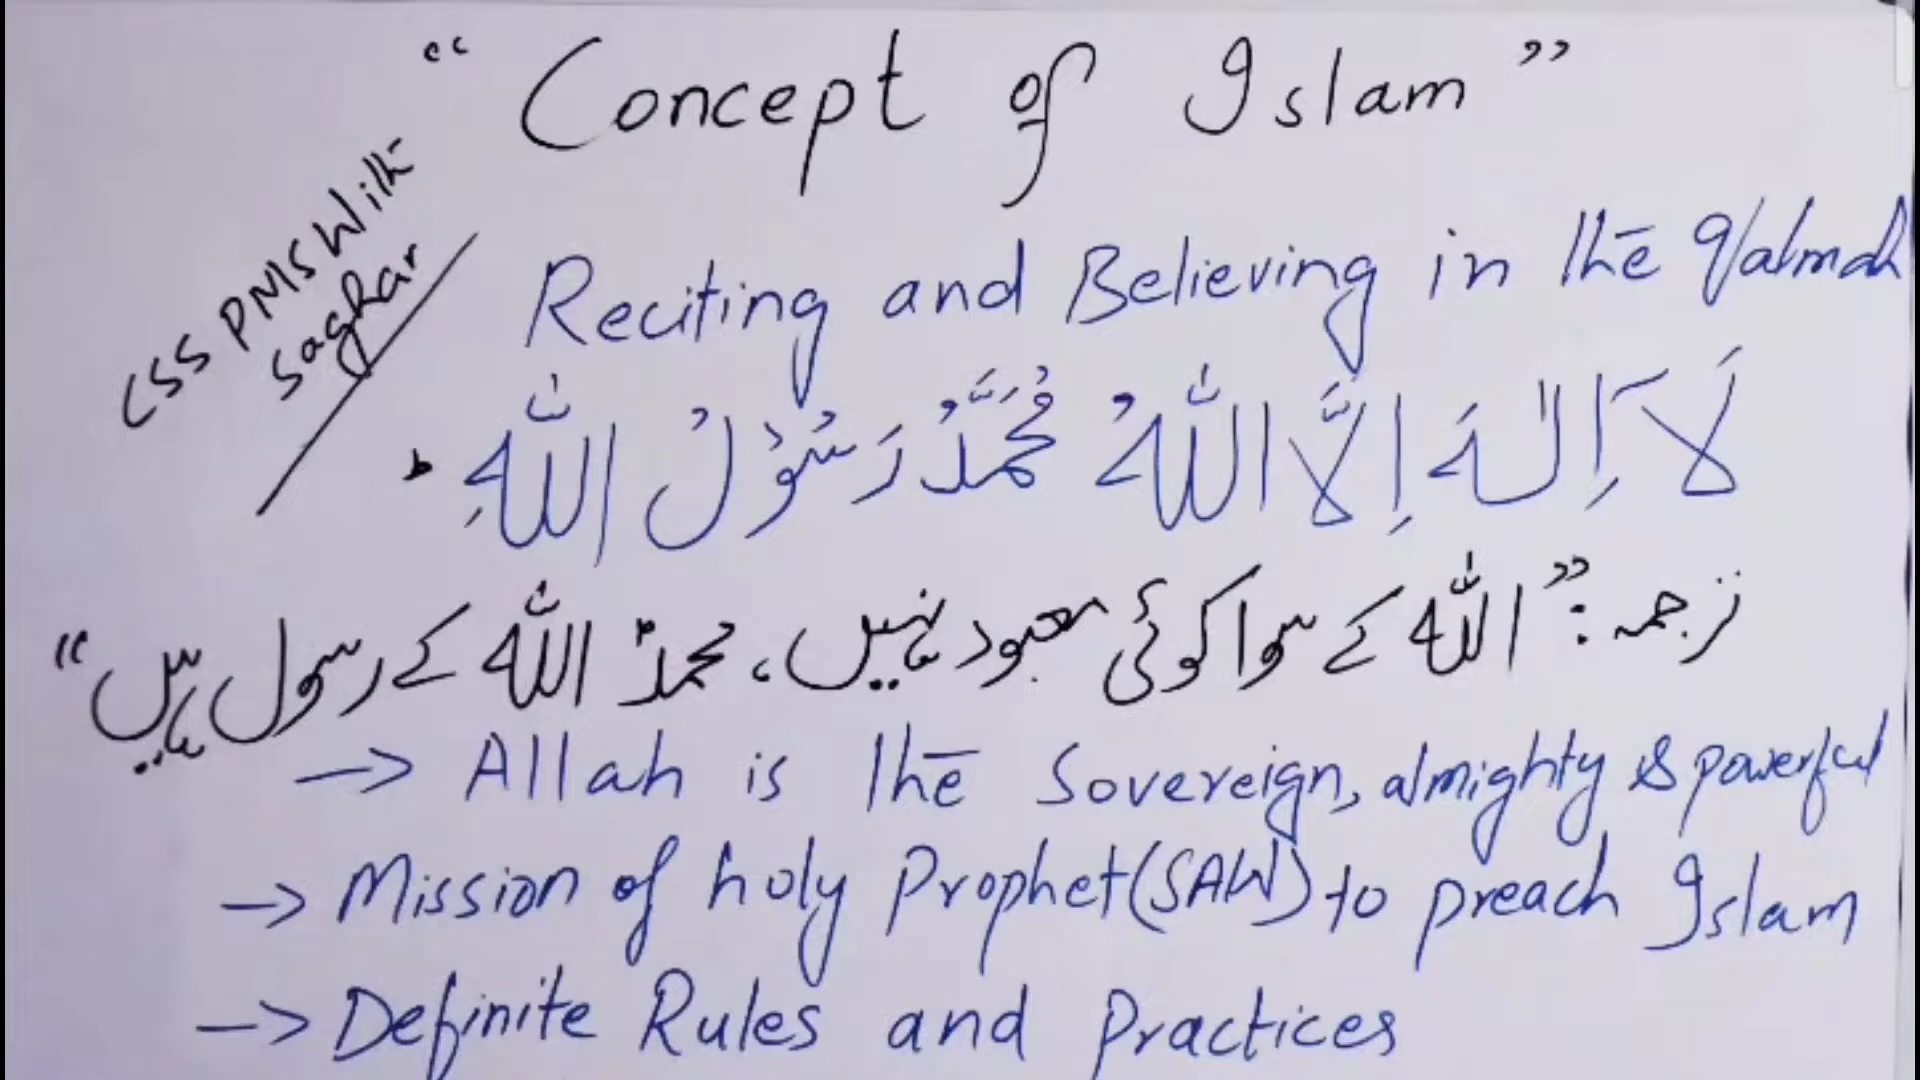 “Concept of Islam”
CSS PMS With
Saghar
Reciting and Believing in the Qalmah
لَآ اِلٰهَ اِلَّا اللّٰهُ مُحَمَّدٌ رَسُوْلُ اللّٰهِ
ترجمہ: ”اللّٰہ کے سوا کوئی معبود نہیں، محمدؐ اللّٰہ کے رسول ہیں“
→ Allah is the Sovereign, almighty & powerful
→ Mission of holy Prophet (SAW) to preach Islam
→ Definite Rules and Practices